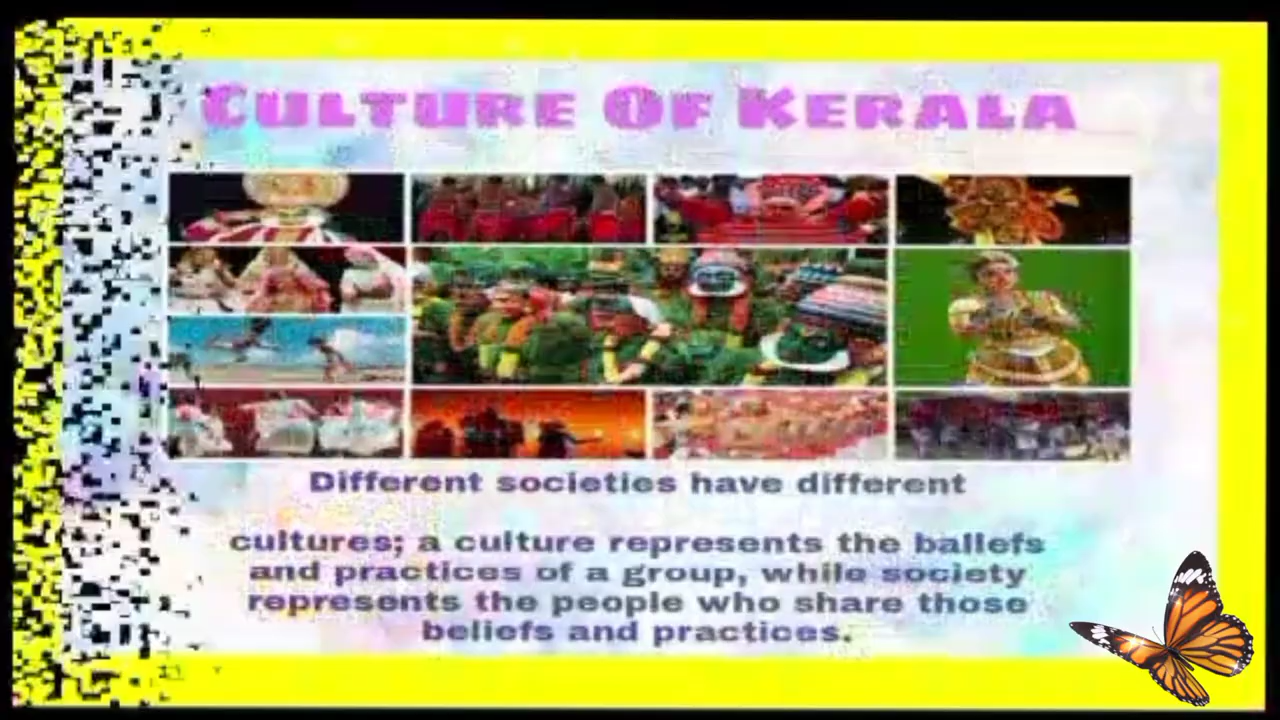 Culture Of Kerala
Different societies have different
cultures; a culture represents the baliefs
and practices of a group, while society
represents the people who share those
beliefs and practices.